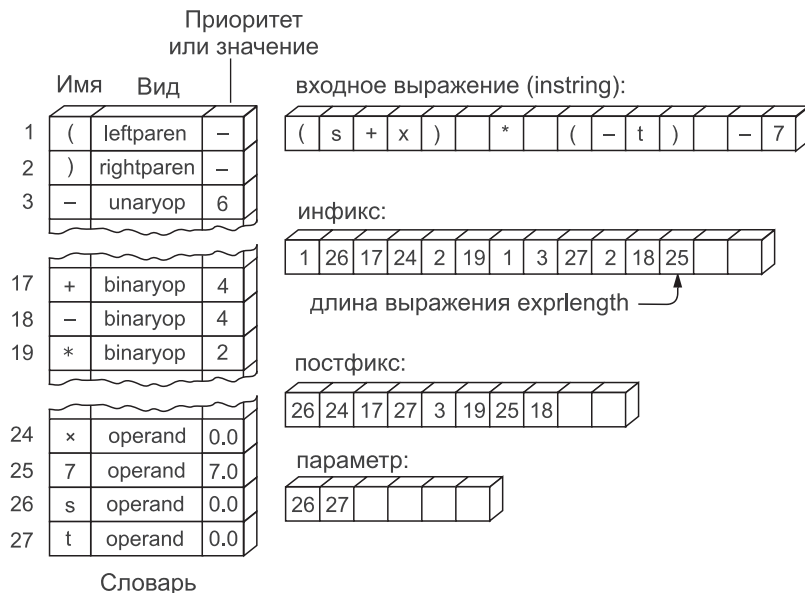 Приоритет
или значение
Имя Вид
1 ( leftparen –
2 ) rightparen –
3 – unaryop 6
17 + binaryop 4
18 – binaryop 4
19 * binaryop 2
24 × operand 0.0
25 7 operand 7.0
26 s operand 0.0
27 t operand 0.0
Словарь
входное выражение (instring):
( s + x ) * ( – t ) – 7
инфикс:
1 26 17 24 2 19 1 3 27 2 18 25
длина выражения exprlength
постфикс:
26 24 17 27 3 19 25 18
параметр:
26 27